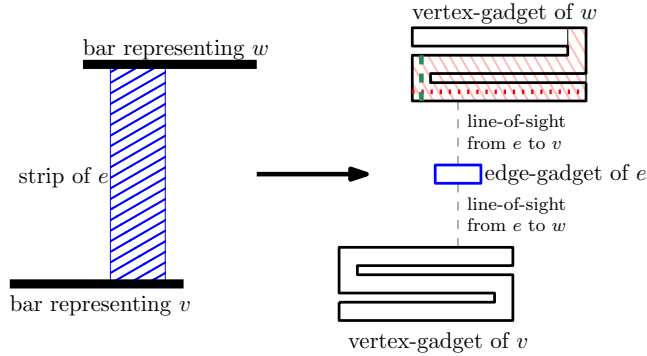 vertex-gadget of w
bar representing w
line-of-sight
from e to v
strip of e
edge-gadget of e
line-of-sight
from e to w
bar representing v
vertex-gadget of v